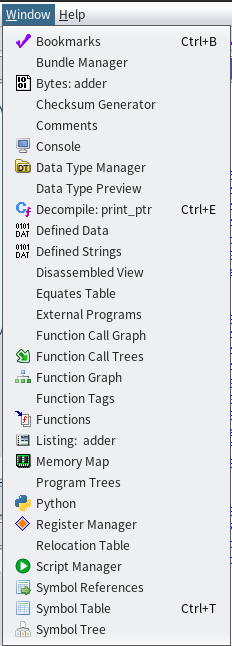 Window Help
Bookmarks Ctrl+B
Bundle Manager
Bytes: adder
Checksum Generator
Comments
Console
Data Type Manager
Data Type Preview
Decompile: print_ptr Ctrl+E
Defined Data
Defined Strings
Disassembled View
Equates Table
External Programs
Function Call Graph
Function Call Trees
Function Graph
Function Tags
Functions
Listing: adder
Memory Map
Program Trees
Python
Register Manager
Relocation Table
Script Manager
Symbol References
Symbol Table Ctrl+T
Symbol Tree